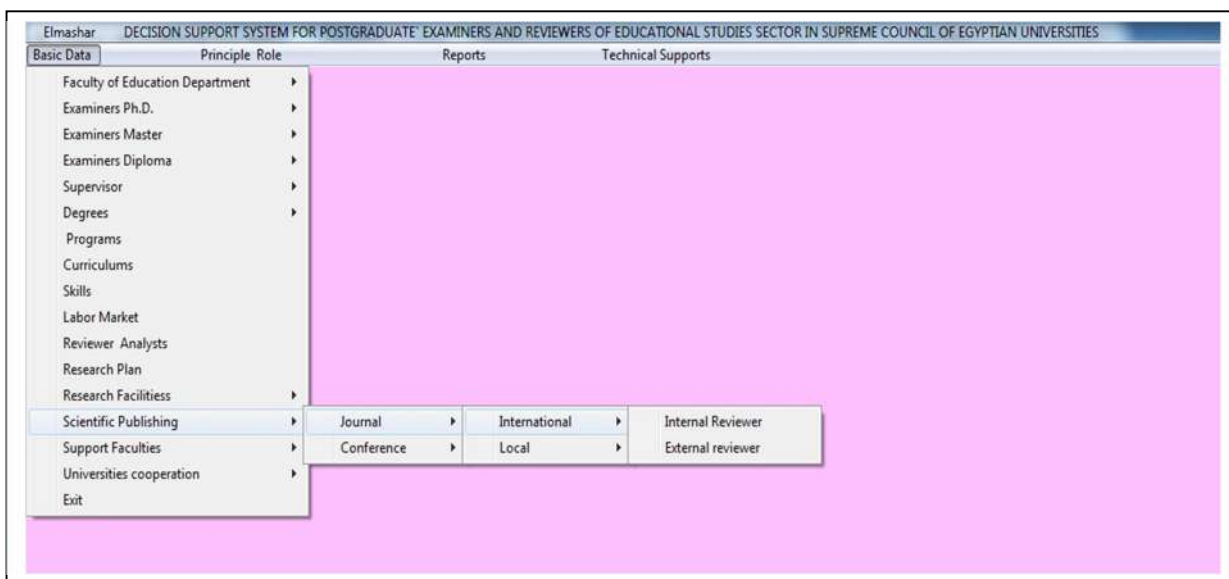 Elmashar DECISION SUPPORT SYSTEM FOR POSTGRADUATE` EXAMINERS AND REVIEWERS OF EDUCATIONAL STUDIES SECTOR IN SUPREME COUNCIL OF EGYPTIAN UNIVERSITIES
Basic Data Principle Role Reports Technical Supports
Faculty of Education Department
Examiners Ph.D.
Examiners Master
Examiners Diploma
Supervisor
Degrees
Programs
Curriculums
Skills
Labor Market
Reviewer Analysts
Research Plan
Research Facilitiess
Scientific Publishing Journal International Internal Reviewer
Support Faculties Conference Local External reviewer
Universities cooperation
Exit